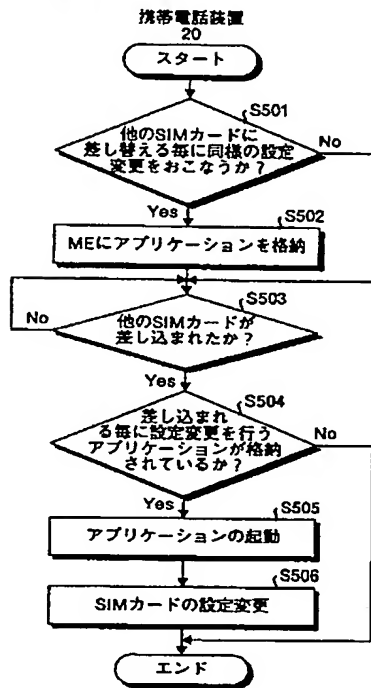 携帯電話装置
20
スタート
S501
他のSIMカードに
差し替える毎に同様の設定
変更をおこなうか？
No
Yes
S502
MEにアプリケーションを格納
S503
他のSIMカードが
差し込まれたか？
No
Yes
S504
差し込まれ
る毎に設定変更を行う
アプリケーションが格納
されているか？
No
Yes
S505
アプリケーションの起動
S506
SIMカードの設定変更
エンド